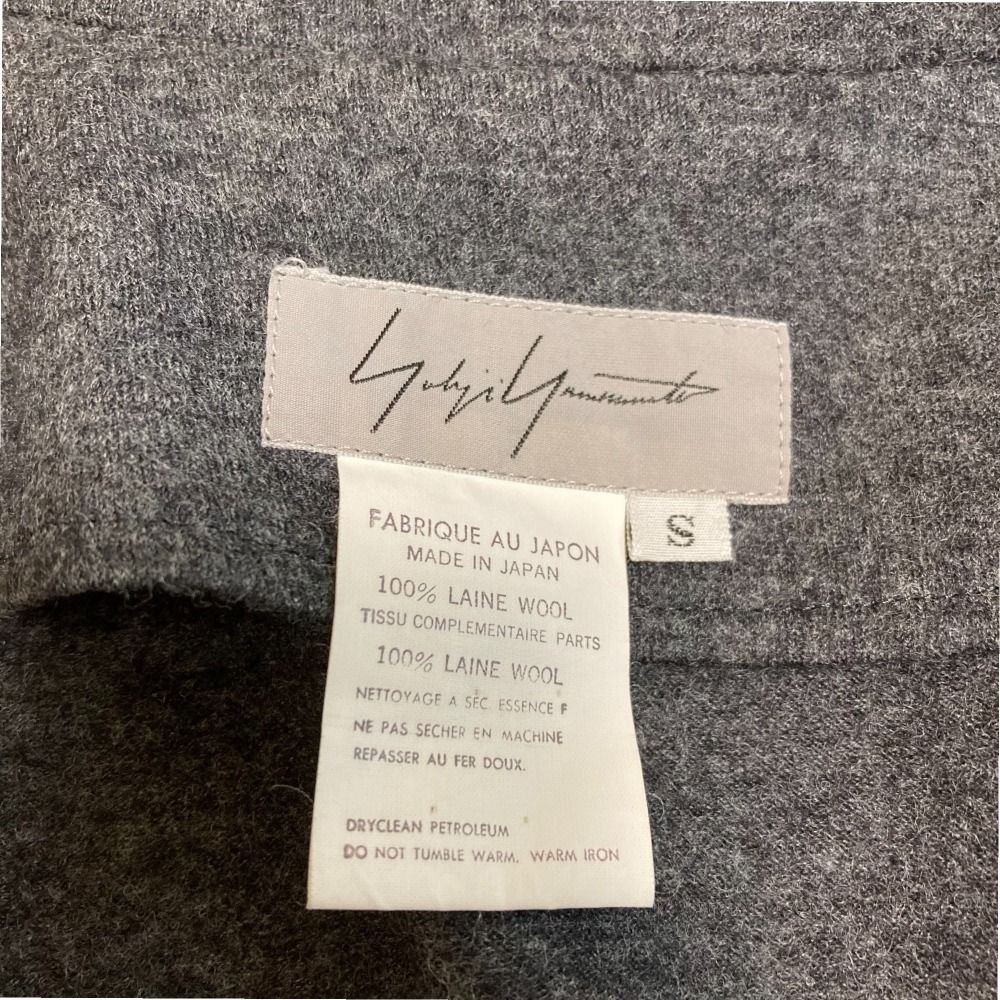 Yohji Yamamoto
S
FABRIQUE AU JAPON
MADE IN JAPAN
100% LAINE WOOL
TISSU COMPLEMENTAIRE PARTS
100% LAINE WOOL
NETTOYAGE A SEC. ESSENCE F
NE PAS SECHER EN MACHINE
REPASSER AU FER DOUX.
DRYCLEAN PETROLEUM
DO NOT TUMBLE WARM. WARM IRON